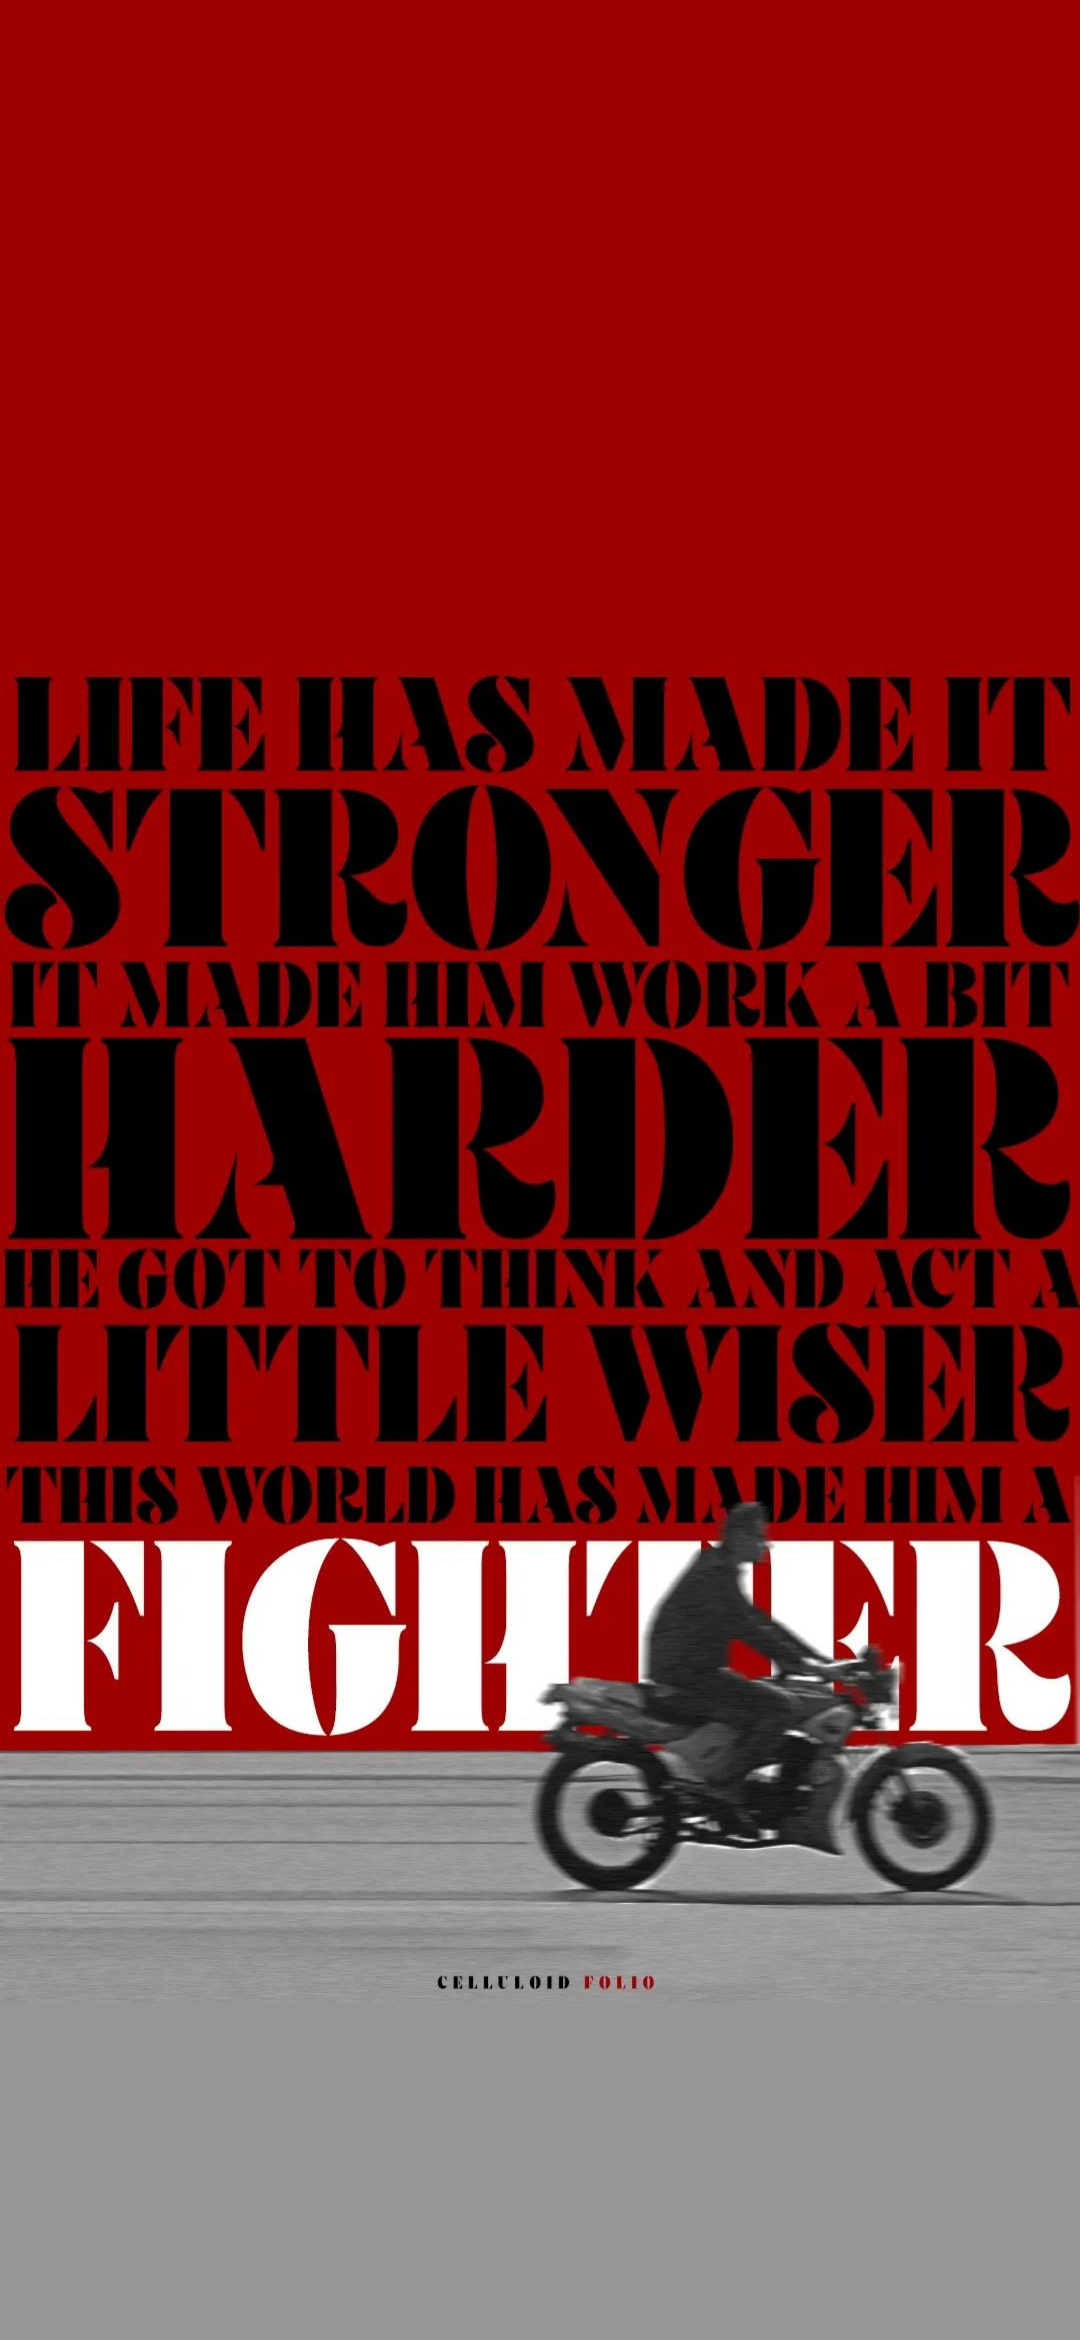 LIFE HAS MADE IT
STRONGER
IT MADE HIM WORK A BIT
HARDER
HE GOT TO THINK AND ACT A
LITTLE WISER
THIS WORLD HAS MADE HIM A
FIGHTER
CELLULOID FOLIO